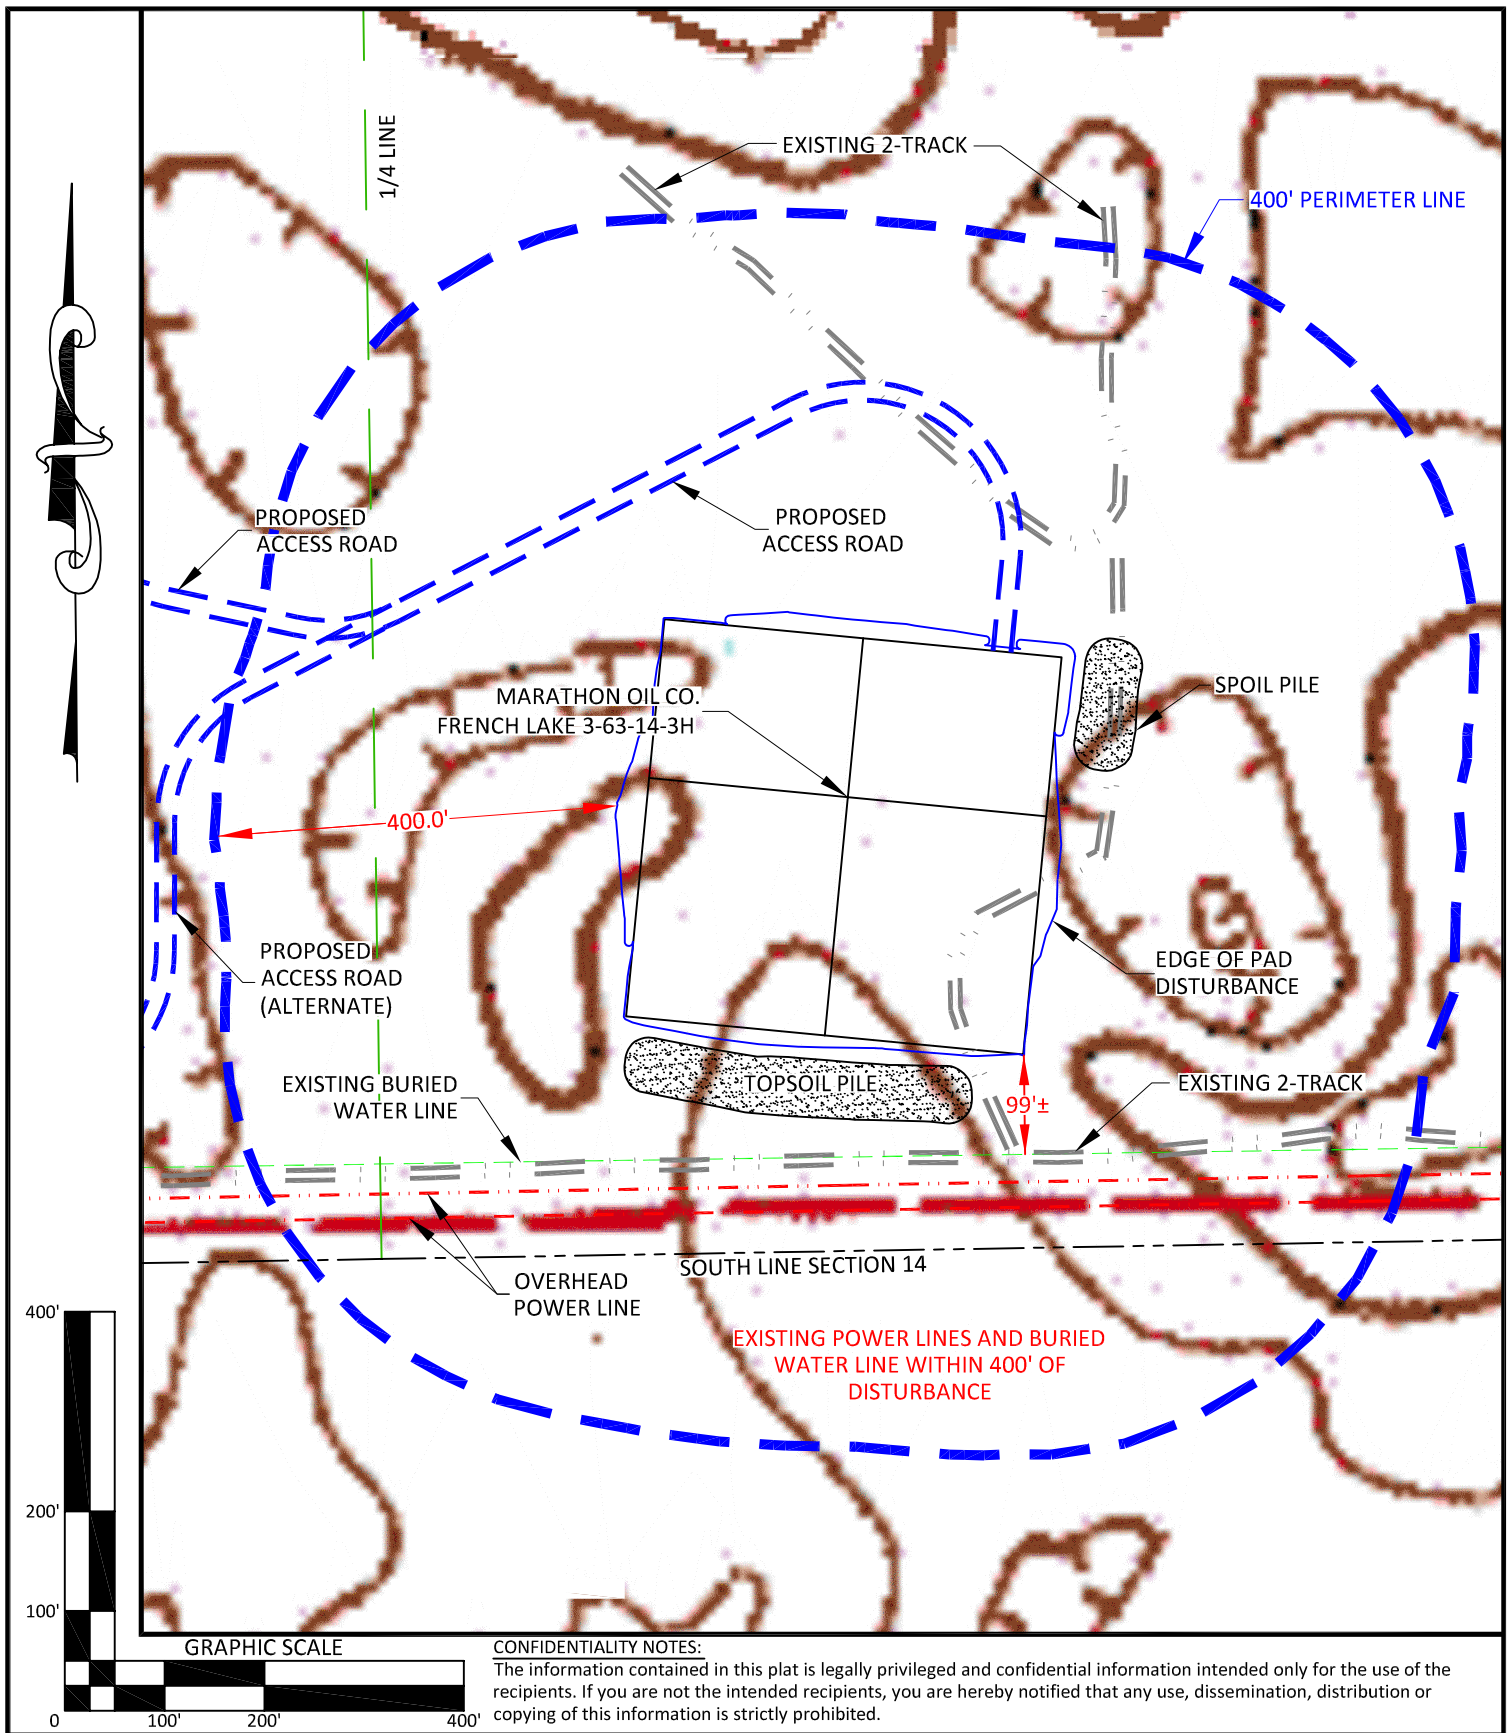 1/4 LINE
EXISTING 2-TRACK
400' PERIMETER LINE
PROPOSED
ACCESS ROAD
PROPOSED
ACCESS ROAD
MARATHON OIL CO.
FRENCH LAKE 3-63-14-3H
SPOIL PILE
400.0'
PROPOSED
ACCESS ROAD
(ALTERNATE)
EDGE OF PAD
DISTURBANCE
EXISTING BURIED
WATER LINE
TOPSOIL PILE
99'±
EXISTING 2-TRACK
SOUTH LINE SECTION 14
OVERHEAD
POWER LINE
EXISTING POWER LINES AND BURIED
WATER LINE WITHIN 400' OF
DISTURBANCE
400'
200'
100'
GRAPHIC SCALE
0
100'
200'
400'
CONFIDENTIALITY NOTES:
The information contained in this plat is legally privileged and confidential information intended only for the use of the
recipients. If you are not the intended recipients, you are hereby notified that any use, dissemination, distribution or
copying of this information is strictly prohibited.